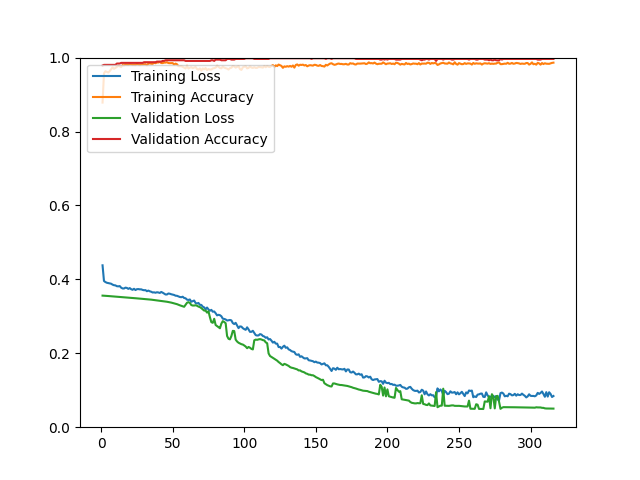 1.0
0.8
0.6
0.4
0.2
0.0
Training Loss
Training Accuracy
Validation Loss
Validation Accuracy
0 50 100 150 200 250 300